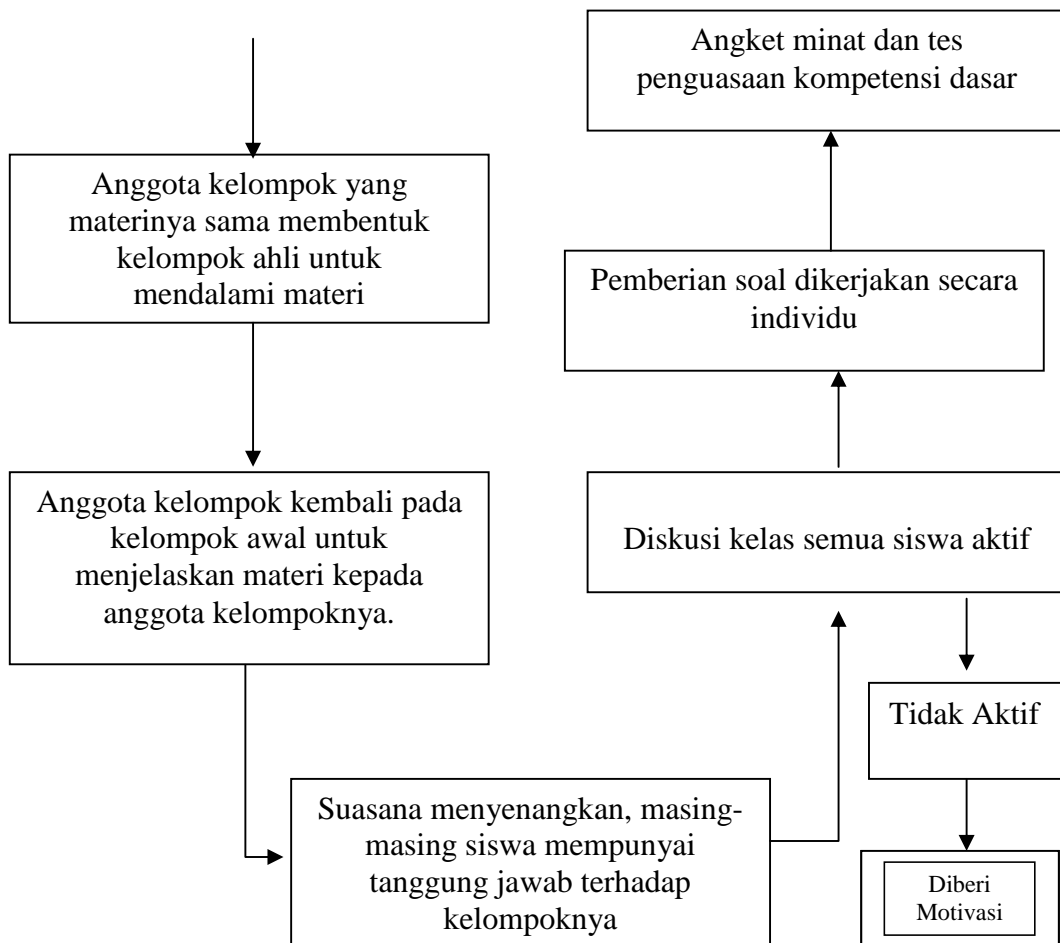 Anggota kelompok yang
materinya sama membentuk
kelompok ahli untuk
mendalami materi
Anggota kelompok kembali pada
kelompok awal untuk
menjelaskan materi kepada
anggota kelompoknya.
Suasana menyenangkan, masing-
masing siswa mempunyai
tanggung jawab terhadap
kelompoknya
Diskusi kelas semua siswa aktif
Tidak Aktif
Diberi
Motivasi
Pemberian soal dikerjakan secara
individu
Angket minat dan tes
penguasaan kompetensi dasar